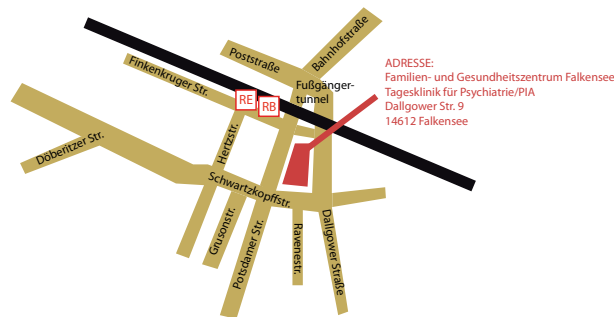 Bahnhofstraße
Poststraße
Finkenkruger Str.
Fußgänger-
tunnel
RE
RB
ADRESSE:
Familien- und Gesundheitszentrum Falkensee
Tagesklinik für Psychiatrie/PIA
Dallgower Str. 9
14612 Falkensee
Döberitzer Str.
Hertzstr.
Schwartzkopffstr.
Grusonstr.
Potsdamer Str.
Ravenestr.
Dallgower Straße